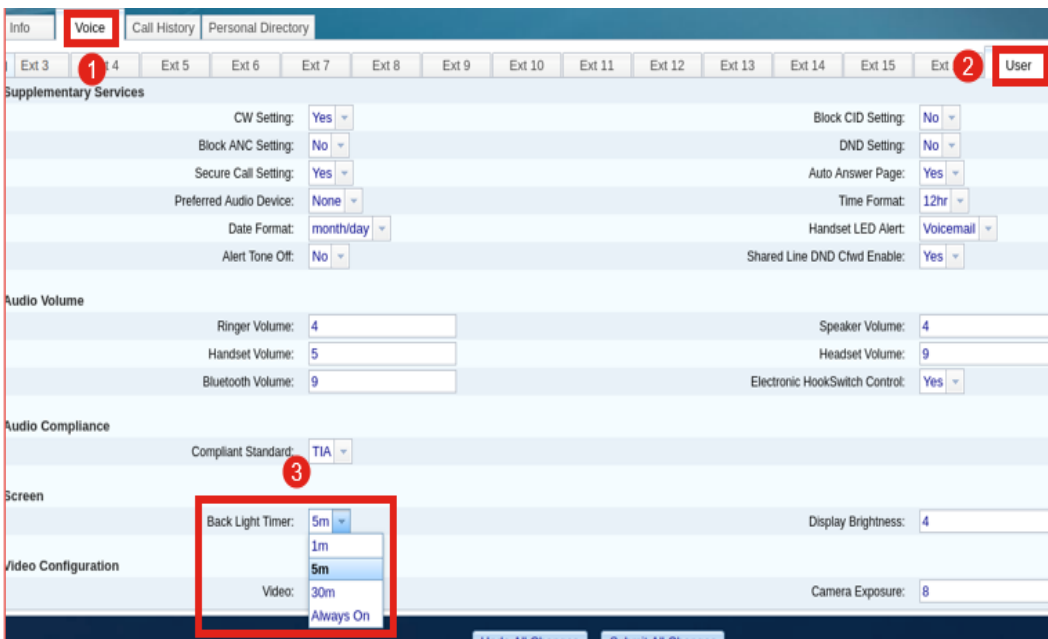 Info Voice Call History Personal Directory
Ext 3 1 4 Ext 5 Ext 6 Ext 7 Ext 8 Ext 9 Ext 10 Ext 11 Ext 12 Ext 13 Ext 14 Ext 15 Ext 2 User
Supplementary Services
CW Setting: Yes Block CID Setting: No
Block ANC Setting: No DND Setting: No
Secure Call Setting: Yes Auto Answer Page: Yes
Preferred Audio Device: None Time Format: 12hr
Date Format: month/day Handset LED Alert: Voicemail
Alert Tone Off: No Shared Line DND Cfwd Enable: Yes
Audio Volume
Ringer Volume: 4 Speaker Volume: 4
Handset Volume: 5 Headset Volume: 9
Bluetooth Volume: 9 Electronic HookSwitch Control: Yes
Audio Compliance
Compliant Standard: TIA
3
Screen
Back Light Timer: 5m Display Brightness: 4
1m
Video Configuration
5m
Video: 30m Camera Exposure: 8
Always On